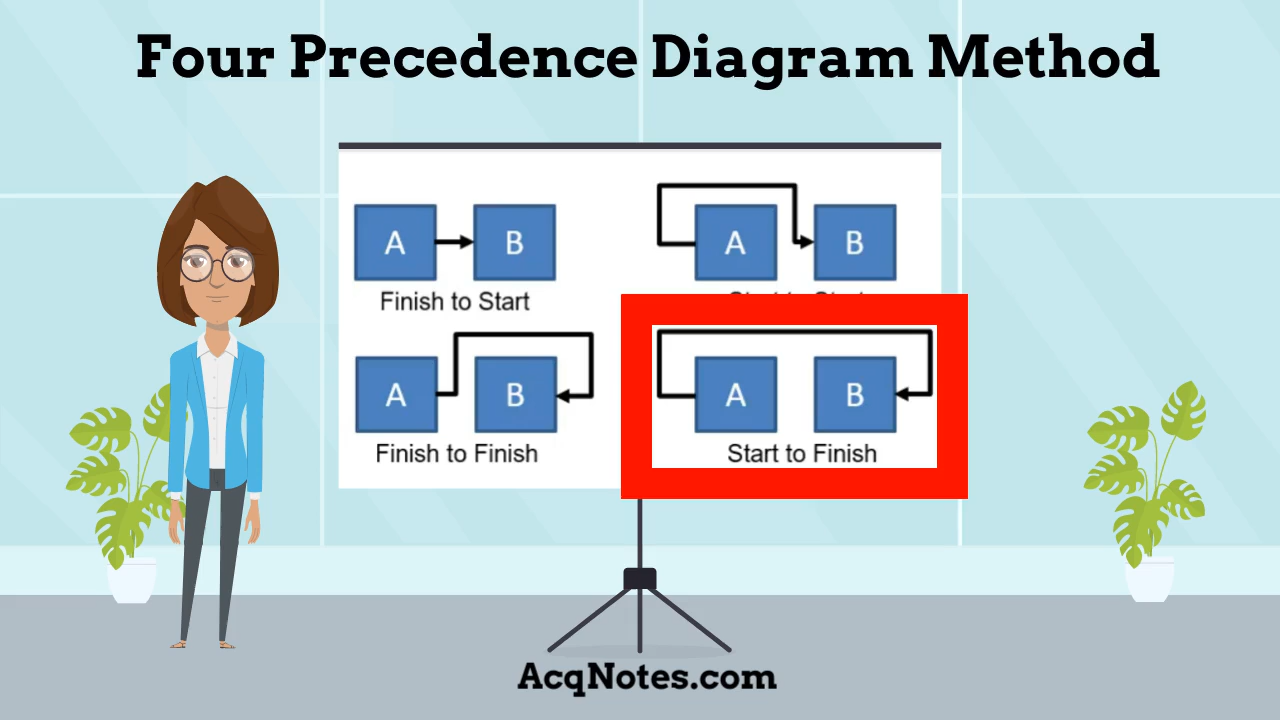 Four Precedence Diagram Method
A B
Finish to Start
A B
A B
Finish to Finish
A B
Start to Finish
AcqNotes.com